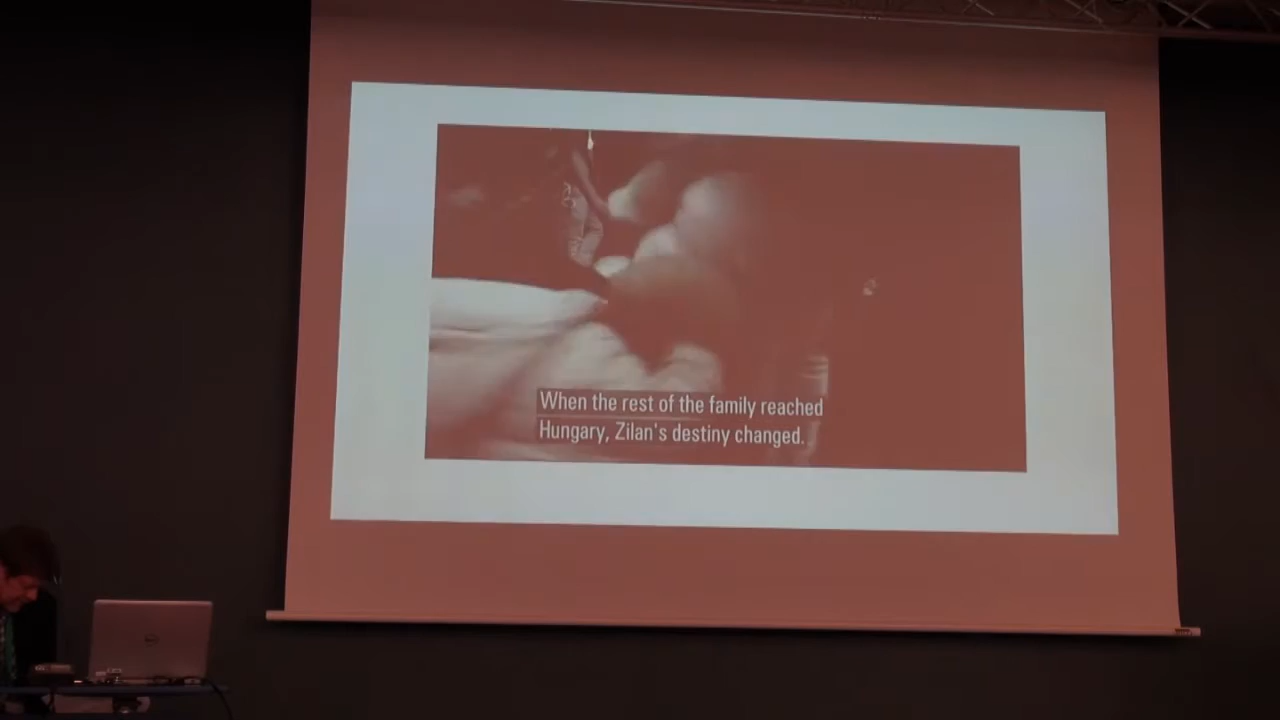 When the rest of the family reached
Hungary, Zilan's destiny changed.